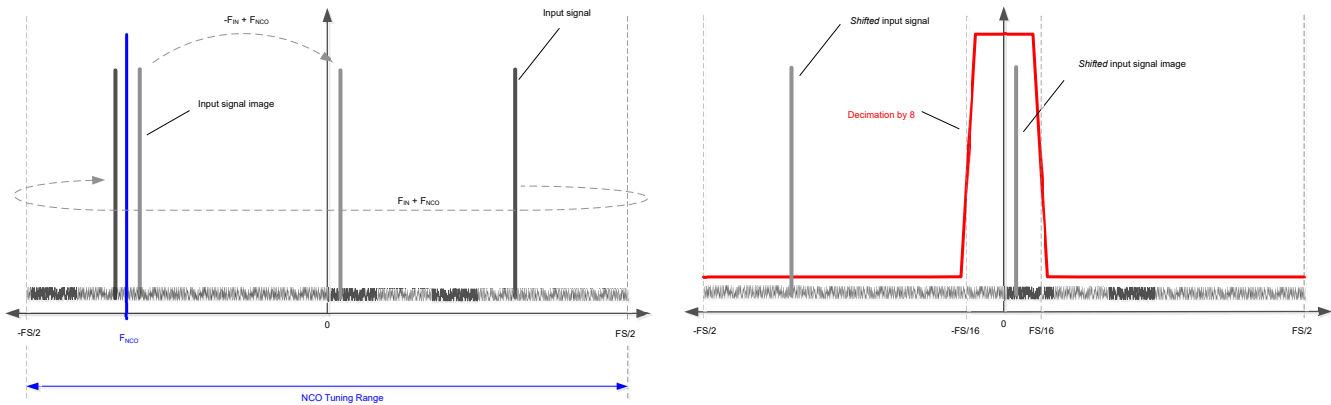 -FIN + FNCO
Input signal
Input signal image
FIN + FNCO
-FS/2
FNCO
0
FS/2
NCO Tuning Range
Shifted input signal
Shifted input signal image
Decimation by 8
-FS/2
-FS/16
0
FS/16
FS/2